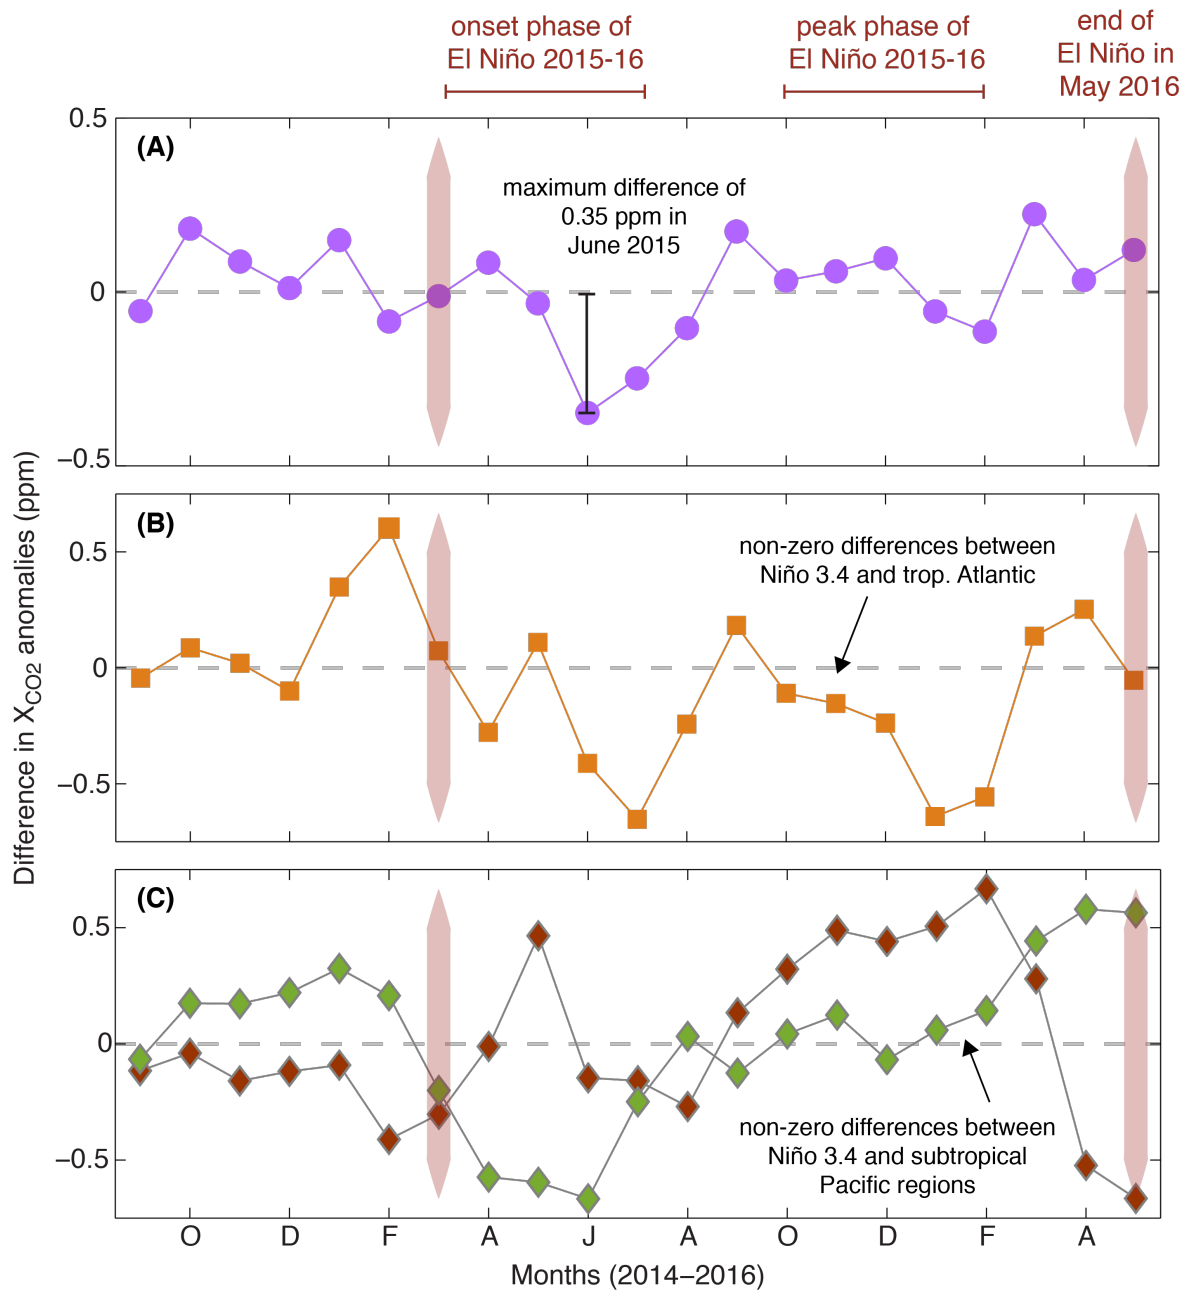 onset phase of
El Niño 2015-16
peak phase of
El Niño 2015-16
end of
El Niño in
May 2016
0.5
(A)
maximum difference of
0.35 ppm in
June 2015
0
−0.5
(B)
0.5
non-zero differences between
Niño 3.4 and trop. Atlantic
0
−0.5
Difference in XCO2 anomalies (ppm)
(C)
0.5
0
non-zero differences between
Niño 3.4 and subtropical
Pacific regions
−0.5
O D F A J A O D F A
Months (2014−2016)